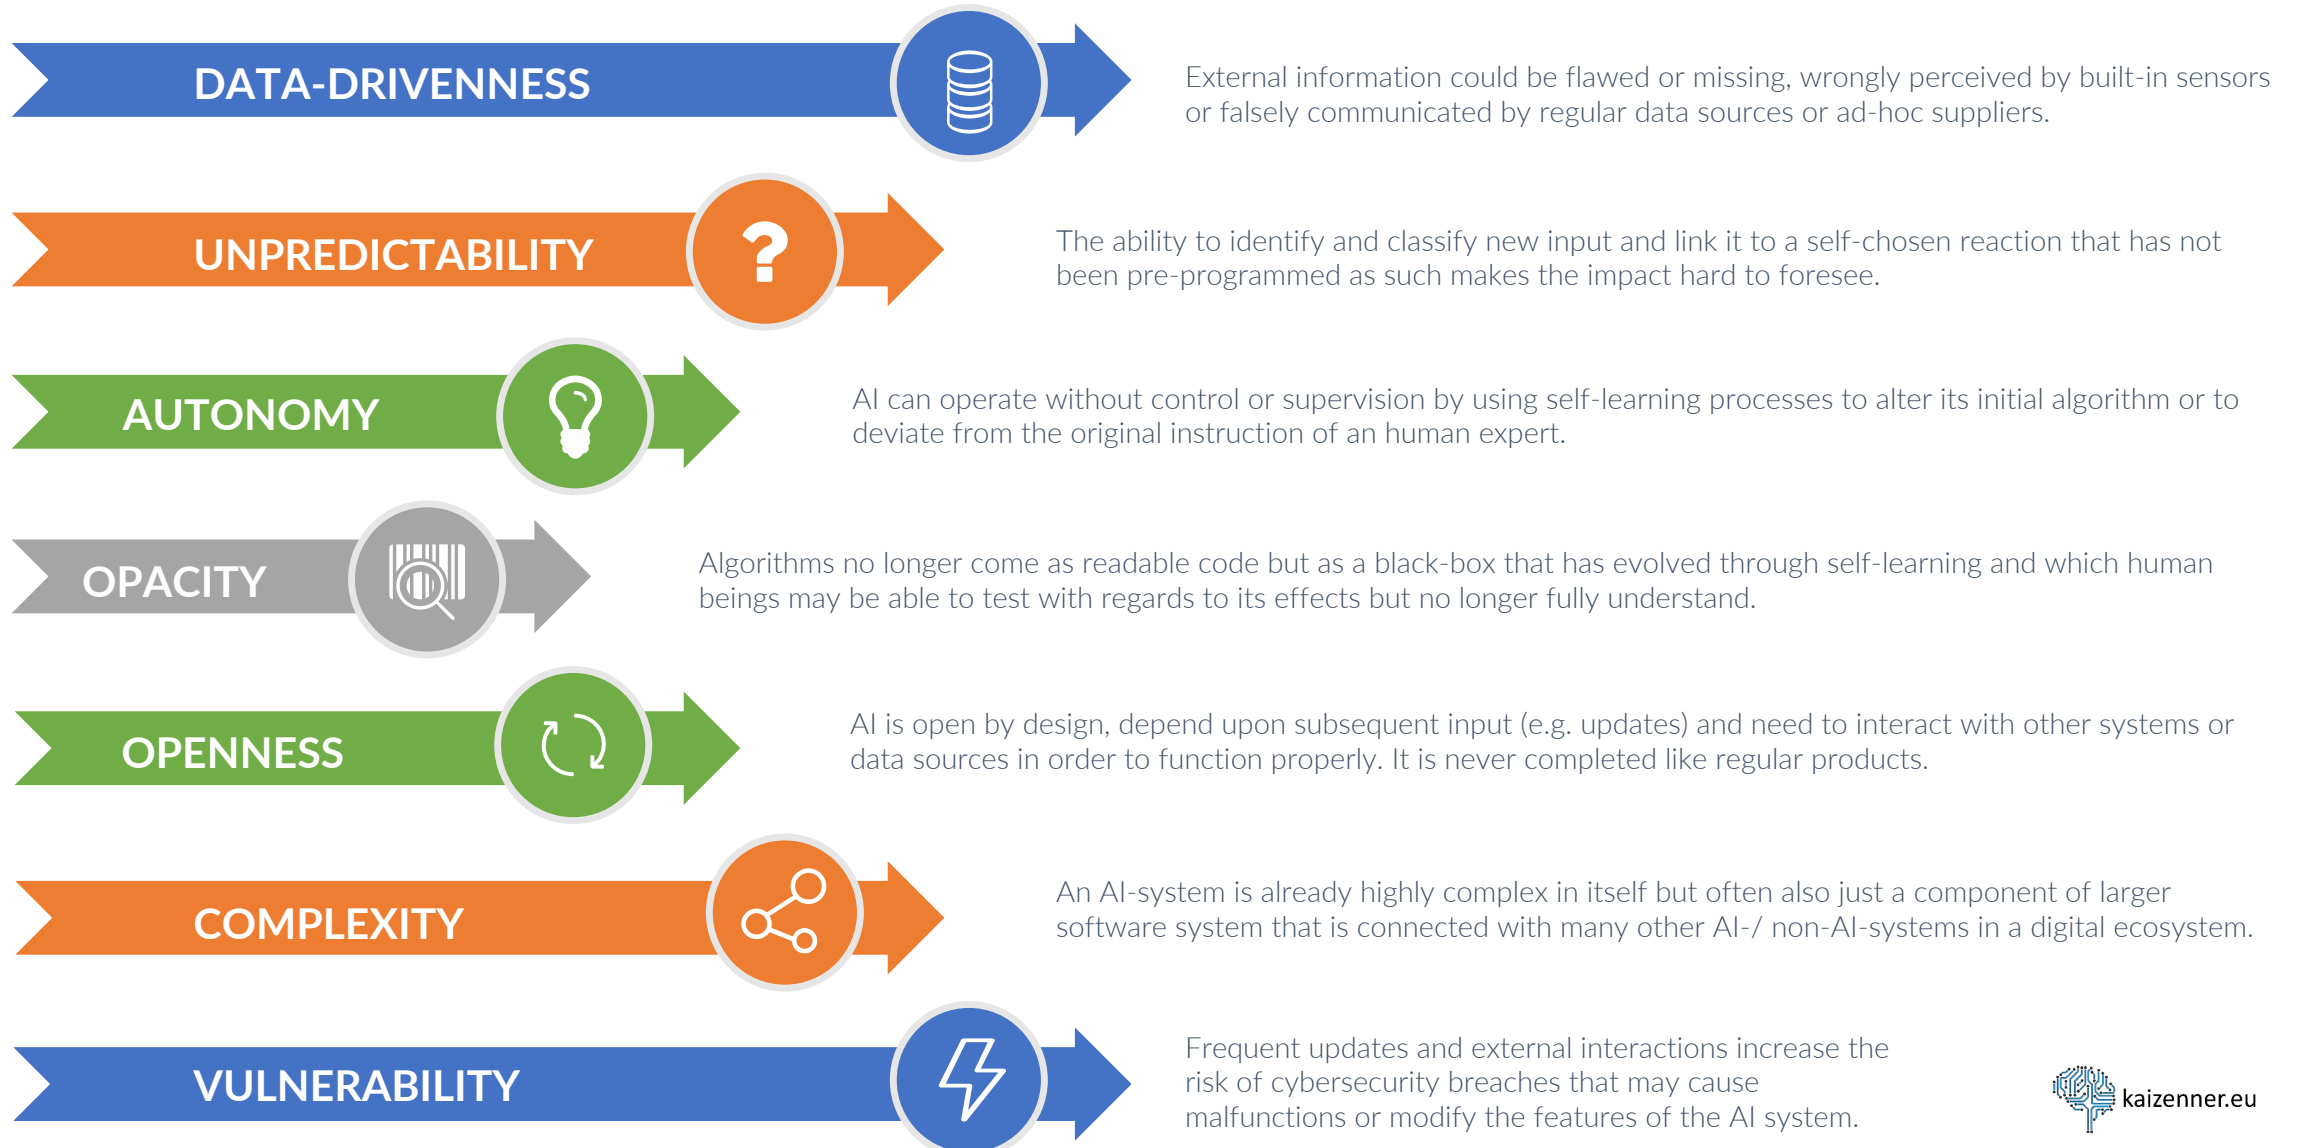 DATA-DRIVENNESS
External information could be flawed or missing, wrongly perceived by built-in sensors
or falsely communicated by regular data sources or ad-hoc suppliers.
UNPREDICTABILITY
?
The ability to identify and classify new input and link it to a self-chosen reaction that has not
been pre-programmed as such makes the impact hard to foresee.
AUTONOMY
AI can operate without control or supervision by using self-learning processes to alter its initial algorithm or to
deviate from the original instruction of an human expert.
OPACITY
Algorithms no longer come as readable code but as a black-box that has evolved through self-learning and which human
beings may be able to test with regards to its effects but no longer fully understand.
OPENNESS
AI is open by design, depend upon subsequent input (e.g. updates) and need to interact with other systems or
data sources in order to function properly. It is never completed like regular products.
COMPLEXITY
An AI-system is already highly complex in itself but often also just a component of larger
software system that is connected with many other AI-/ non-AI-systems in a digital ecosystem.
VULNERABILITY
Frequent updates and external interactions increase the
risk of cybersecurity breaches that may cause
malfunctions or modify the features of the AI system.
kaizenner.eu